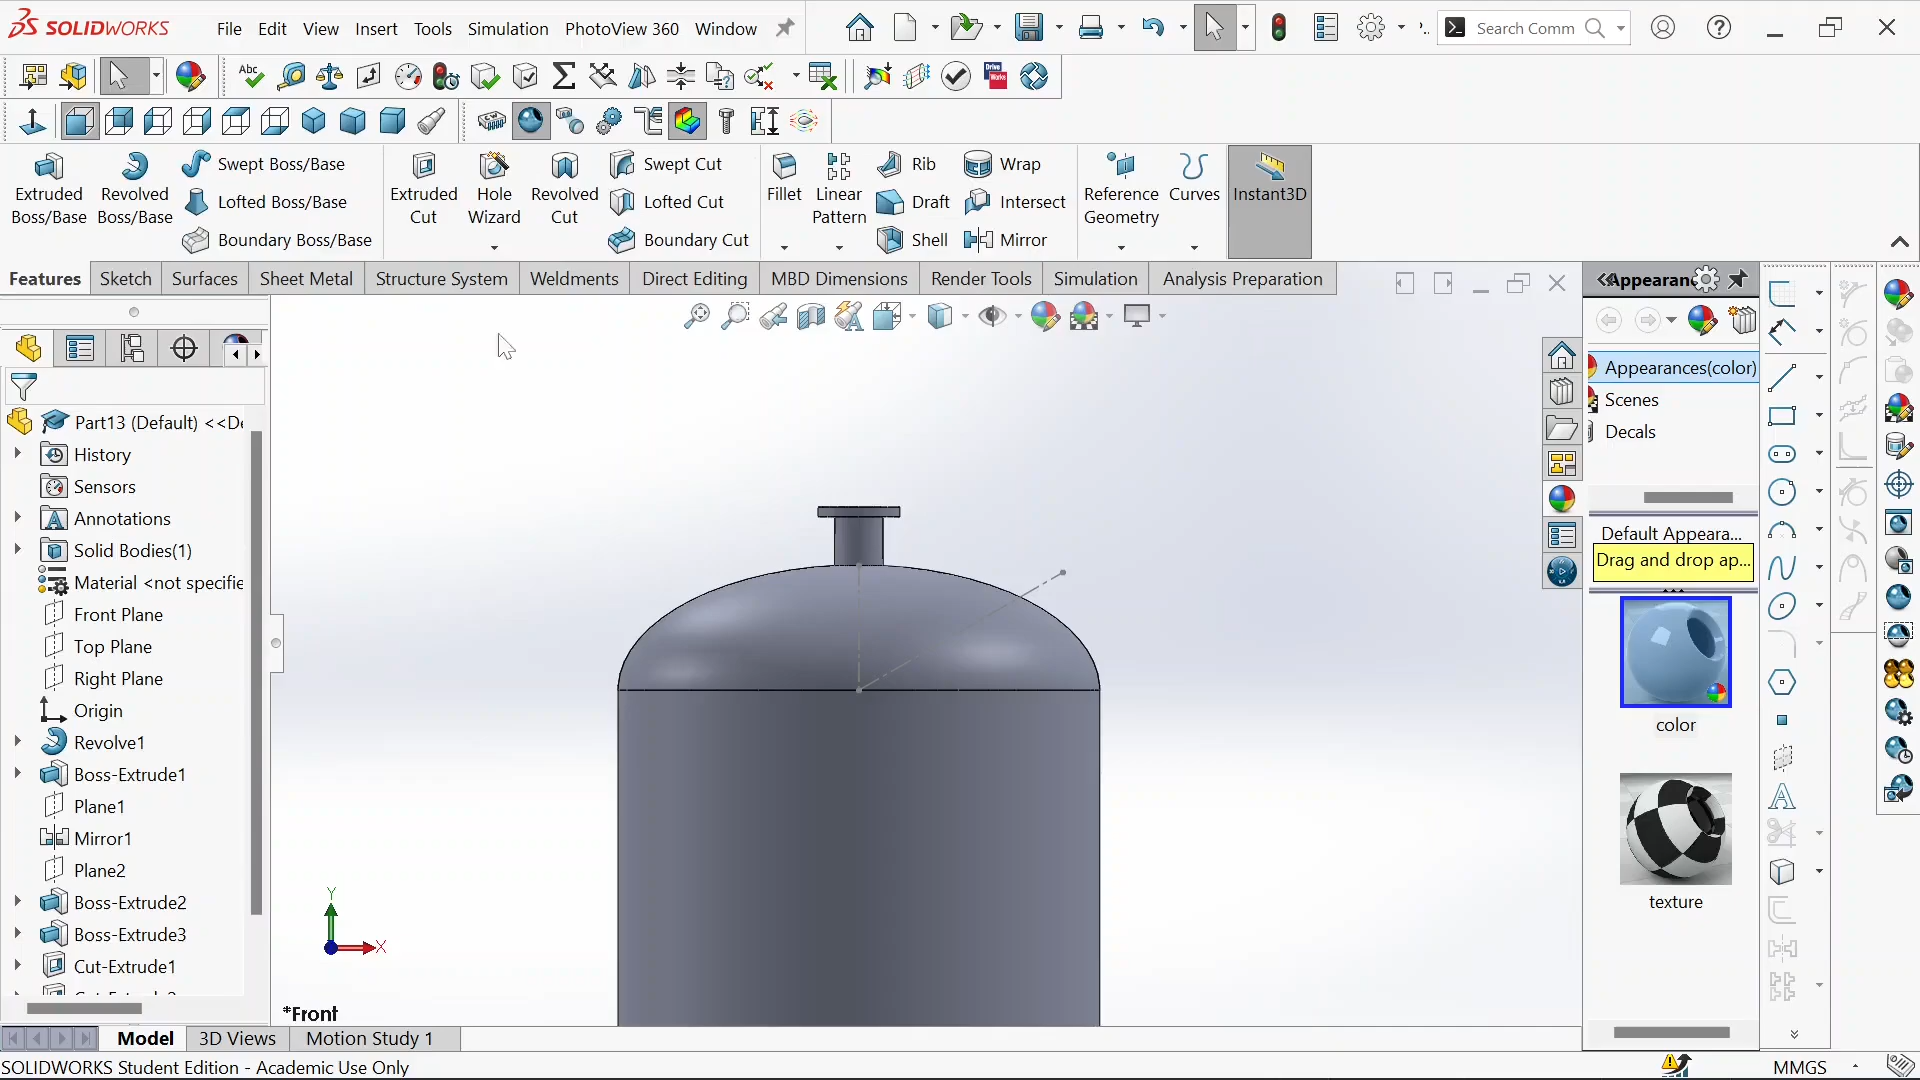 SOLIDWORKS File Edit View Insert Tools Simulation PhotoView 360 Window Search Comm
Abc
Extruded Boss/Base
Revolved Boss/Base
Swept Boss/Base
Lofted Boss/Base
Boundary Boss/Base
Extruded Cut
Hole Wizard
Revolved Cut
Swept Cut
Lofted Cut
Boundary Cut
Fillet
Linear Pattern
Rib
Draft
Shell
Wrap
Intersect
Mirror
Reference Geometry
Curves
Instant3D
Features Sketch Surfaces Sheet Metal Structure System Weldments Direct Editing MBD Dimensions Render Tools Simulation Analysis Preparation
Part13 (Default) <<De
History
Sensors
Annotations
Solid Bodies(1)
Material <not specifie
Front Plane
Top Plane
Right Plane
Origin
Revolve1
Boss-Extrude1
Plane1
Mirror1
Plane2
Boss-Extrude2
Boss-Extrude3
Cut-Extrude1
Y
X
*Front
Appearan
Appearances(color)
Scenes
Decals
Default Appeara...
Drag and drop ap...
color
texture
Model 3D Views Motion Study 1
SOLIDWORKS Student Edition - Academic Use Only
MMGS